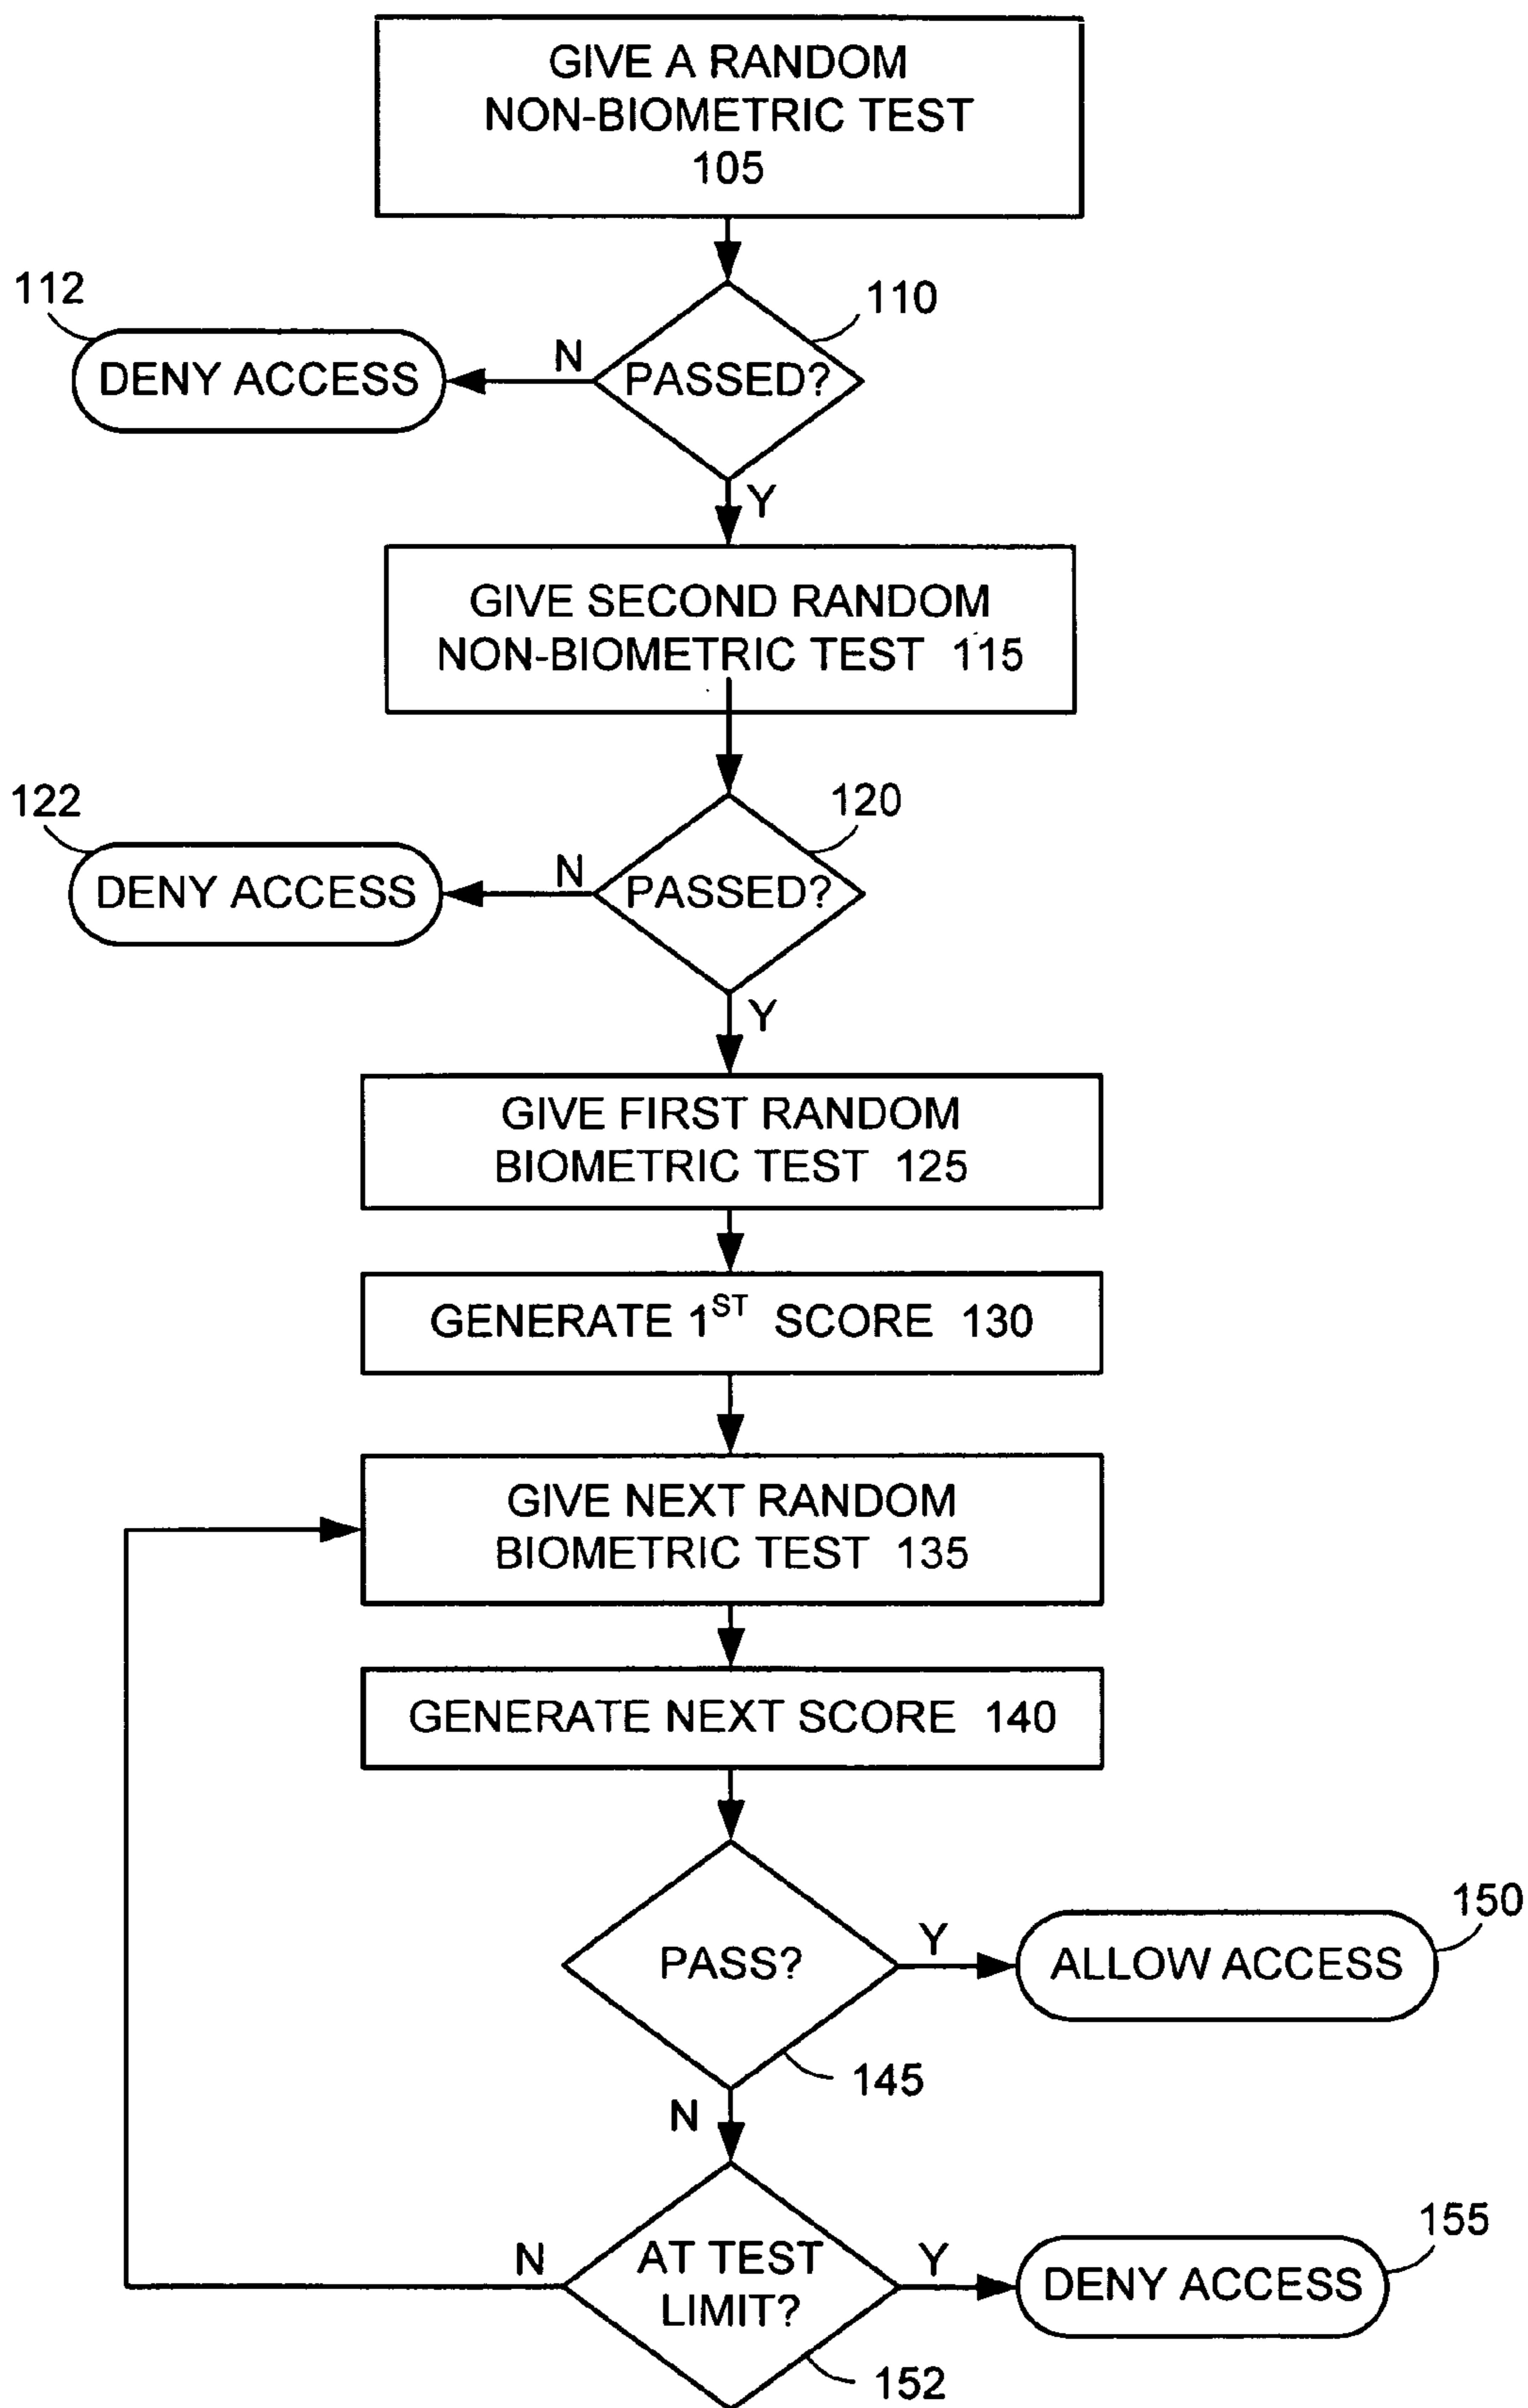 GIVE A RANDOM
NON-BIOMETRIC TEST
105
112
110
DENY ACCESS
N
PASSED?
Y
GIVE SECOND RANDOM
NON-BIOMETRIC TEST 115
122
120
DENY ACCESS
N
PASSED?
Y
GIVE FIRST RANDOM
BIOMETRIC TEST 125
GENERATE 1ST SCORE 130
GIVE NEXT RANDOM
BIOMETRIC TEST 135
GENERATE NEXT SCORE 140
150
PASS?
Y
ALLOW ACCESS
145
N
155
N
AT TEST
LIMIT?
Y
DENY ACCESS
152